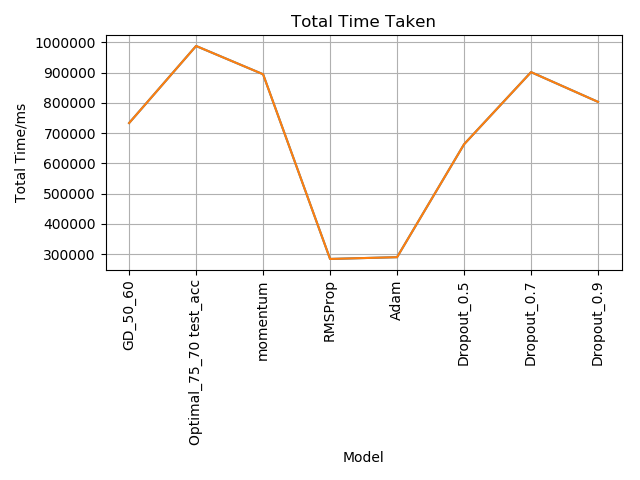 Total Time Taken
Total Time/ms
1000000
900000
800000
700000
600000
500000
400000
300000
GD_50_60
Optimal_75_70 test_acc
momentum
RMSProp
Adam
Dropout_0.5
Dropout_0.7
Dropout_0.9
Model